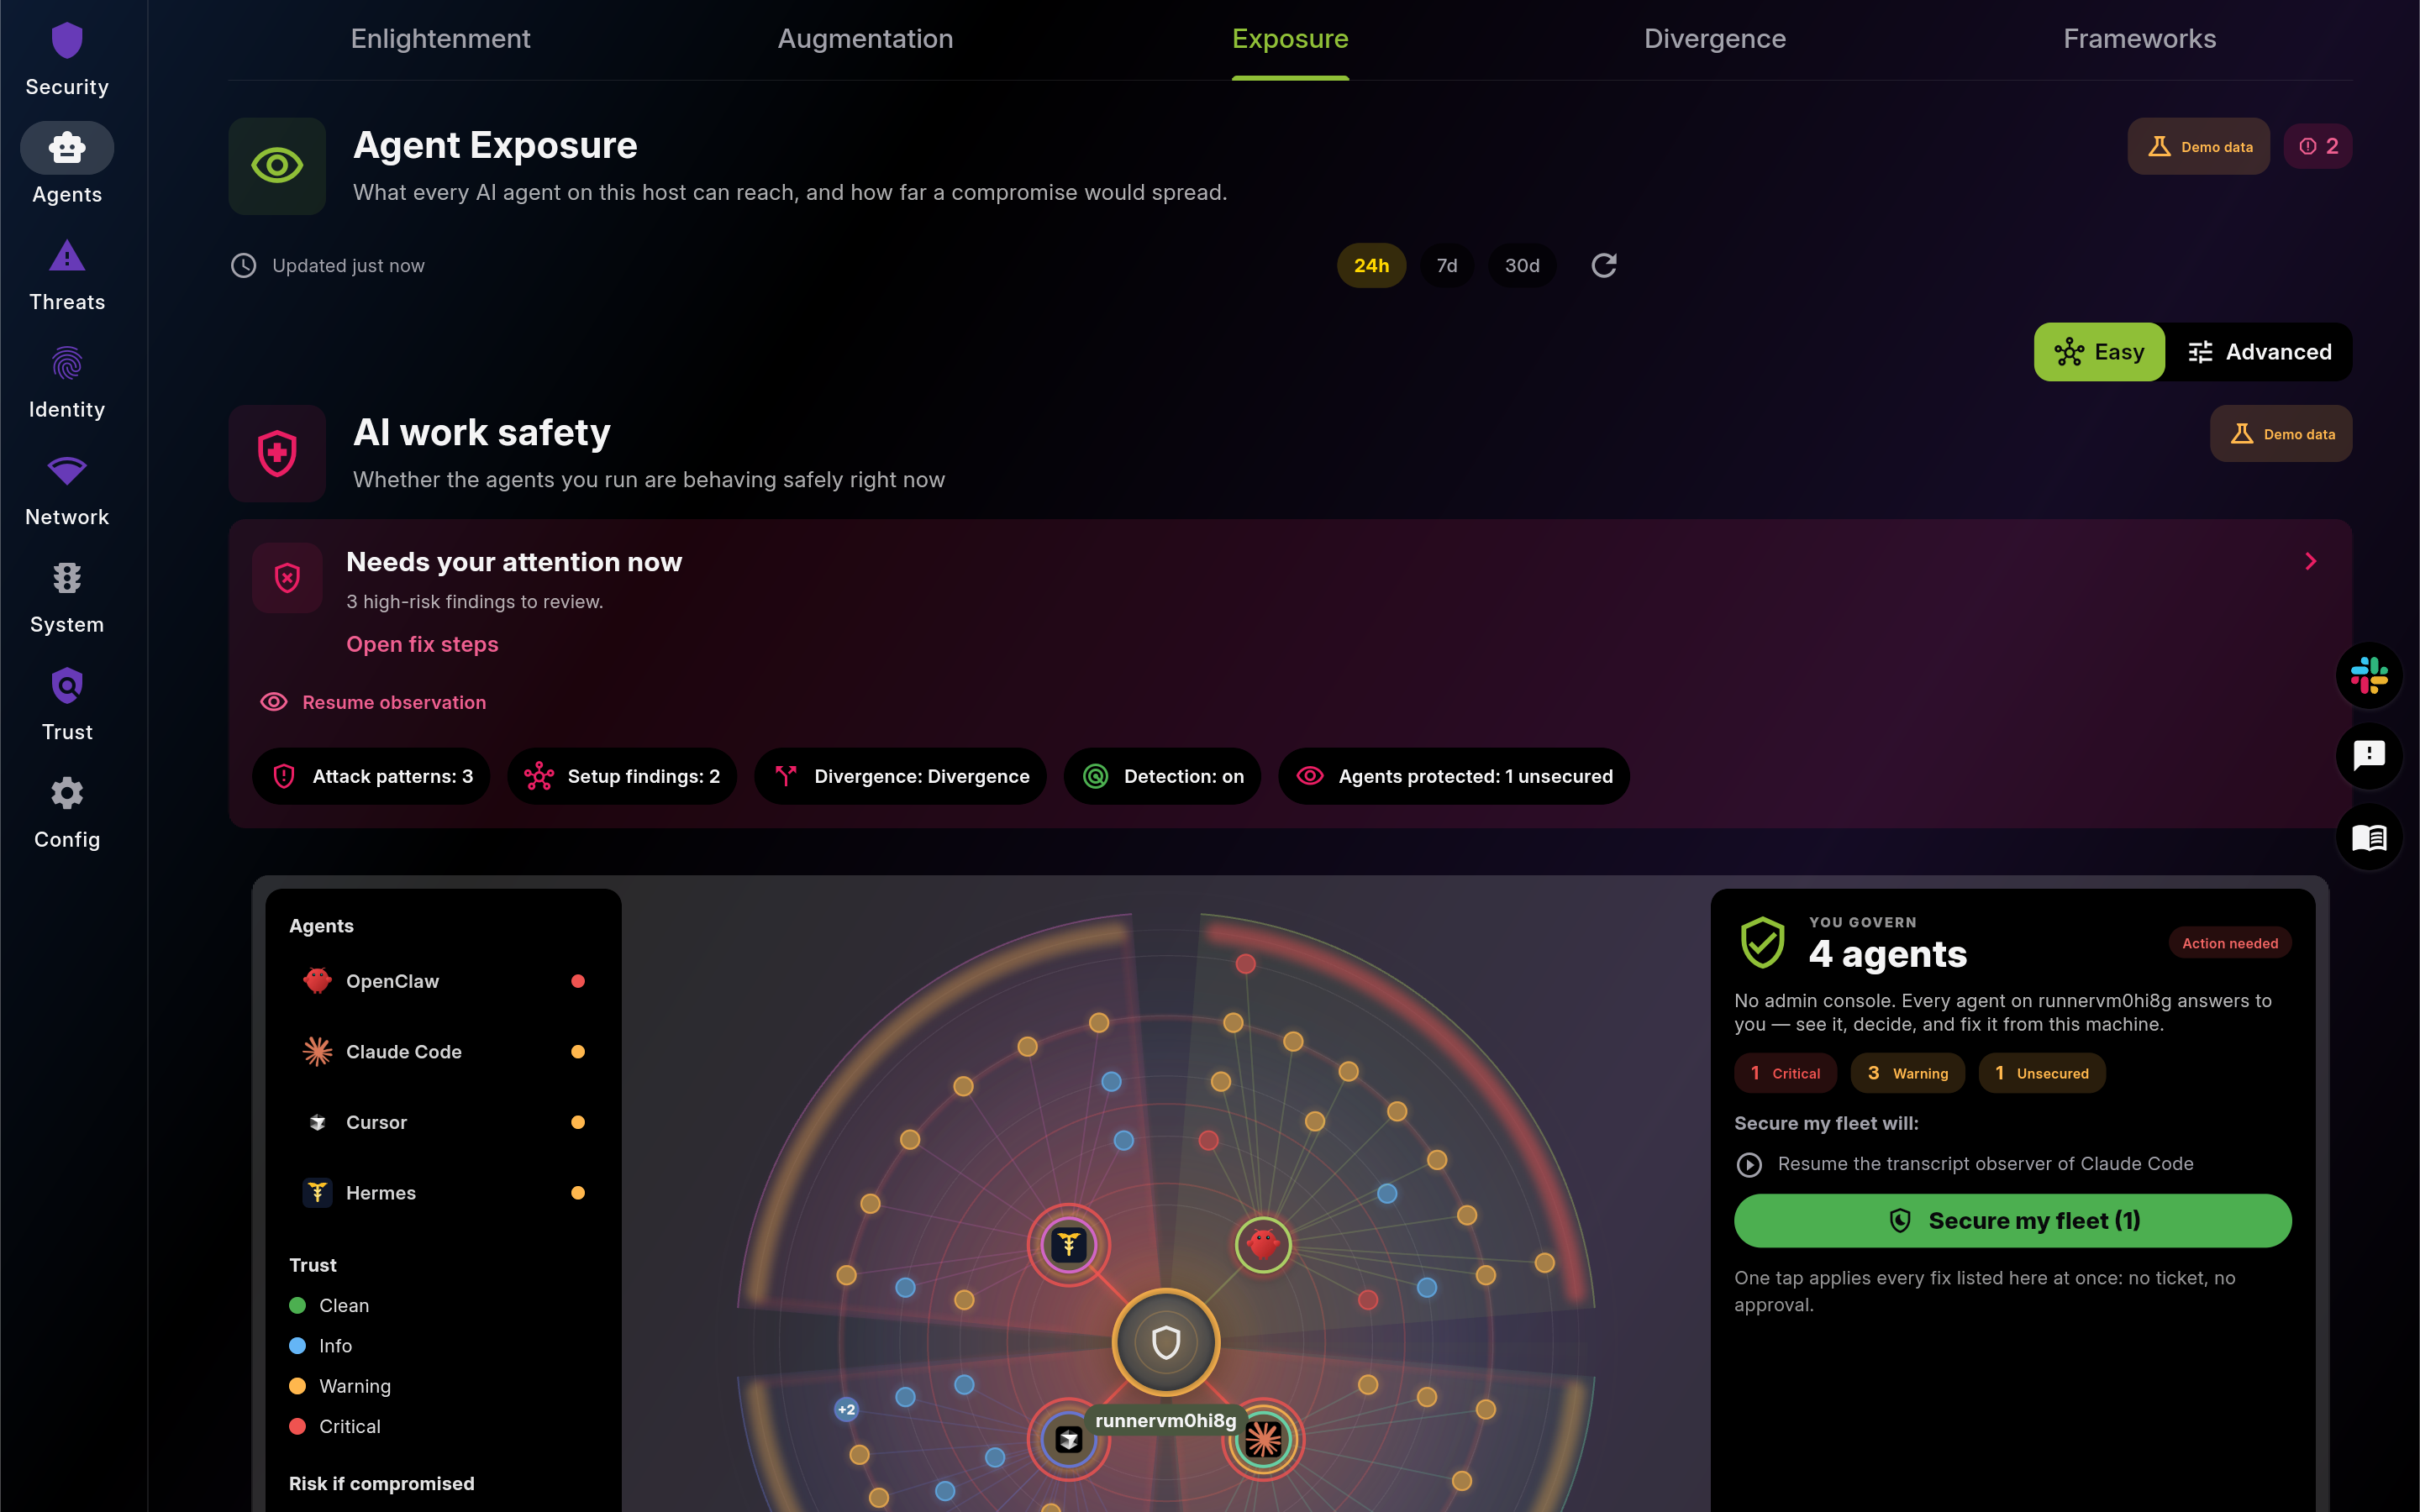 Security
Agents
Threats
Identity
Network
System
Trust
Config
Enlightenment
Augmentation
Exposure
Divergence
Frameworks
Agent Exposure
What every AI agent on this host can reach, and how far a compromise would spread.
Demo data
2
Updated just now
24h
7d
30d
Easy
Advanced
AI work safety
Whether the agents you run are behaving safely right now
Demo data
Needs your attention now
3 high-risk findings to review.
Open fix steps
Resume observation
Attack patterns: 3
Setup findings: 2
Divergence: Divergence
Detection: on
Agents protected: 1 unsecured
Agents
OpenClaw
Claude Code
Cursor
Hermes
Trust
Clean
Info
Warning
Critical
Risk if compromised
+2
runnervm0hi8g
YOU GOVERN
4 agents
Action needed
No admin console. Every agent on runnervm0hi8g answers to
you — see it, decide, and fix it from this machine.
1 Critical
3 Warning
1 Unsecured
Secure my fleet will:
Resume the transcript observer of Claude Code
Secure my fleet (1)
One tap applies every fix listed here at once: no ticket, no
approval.